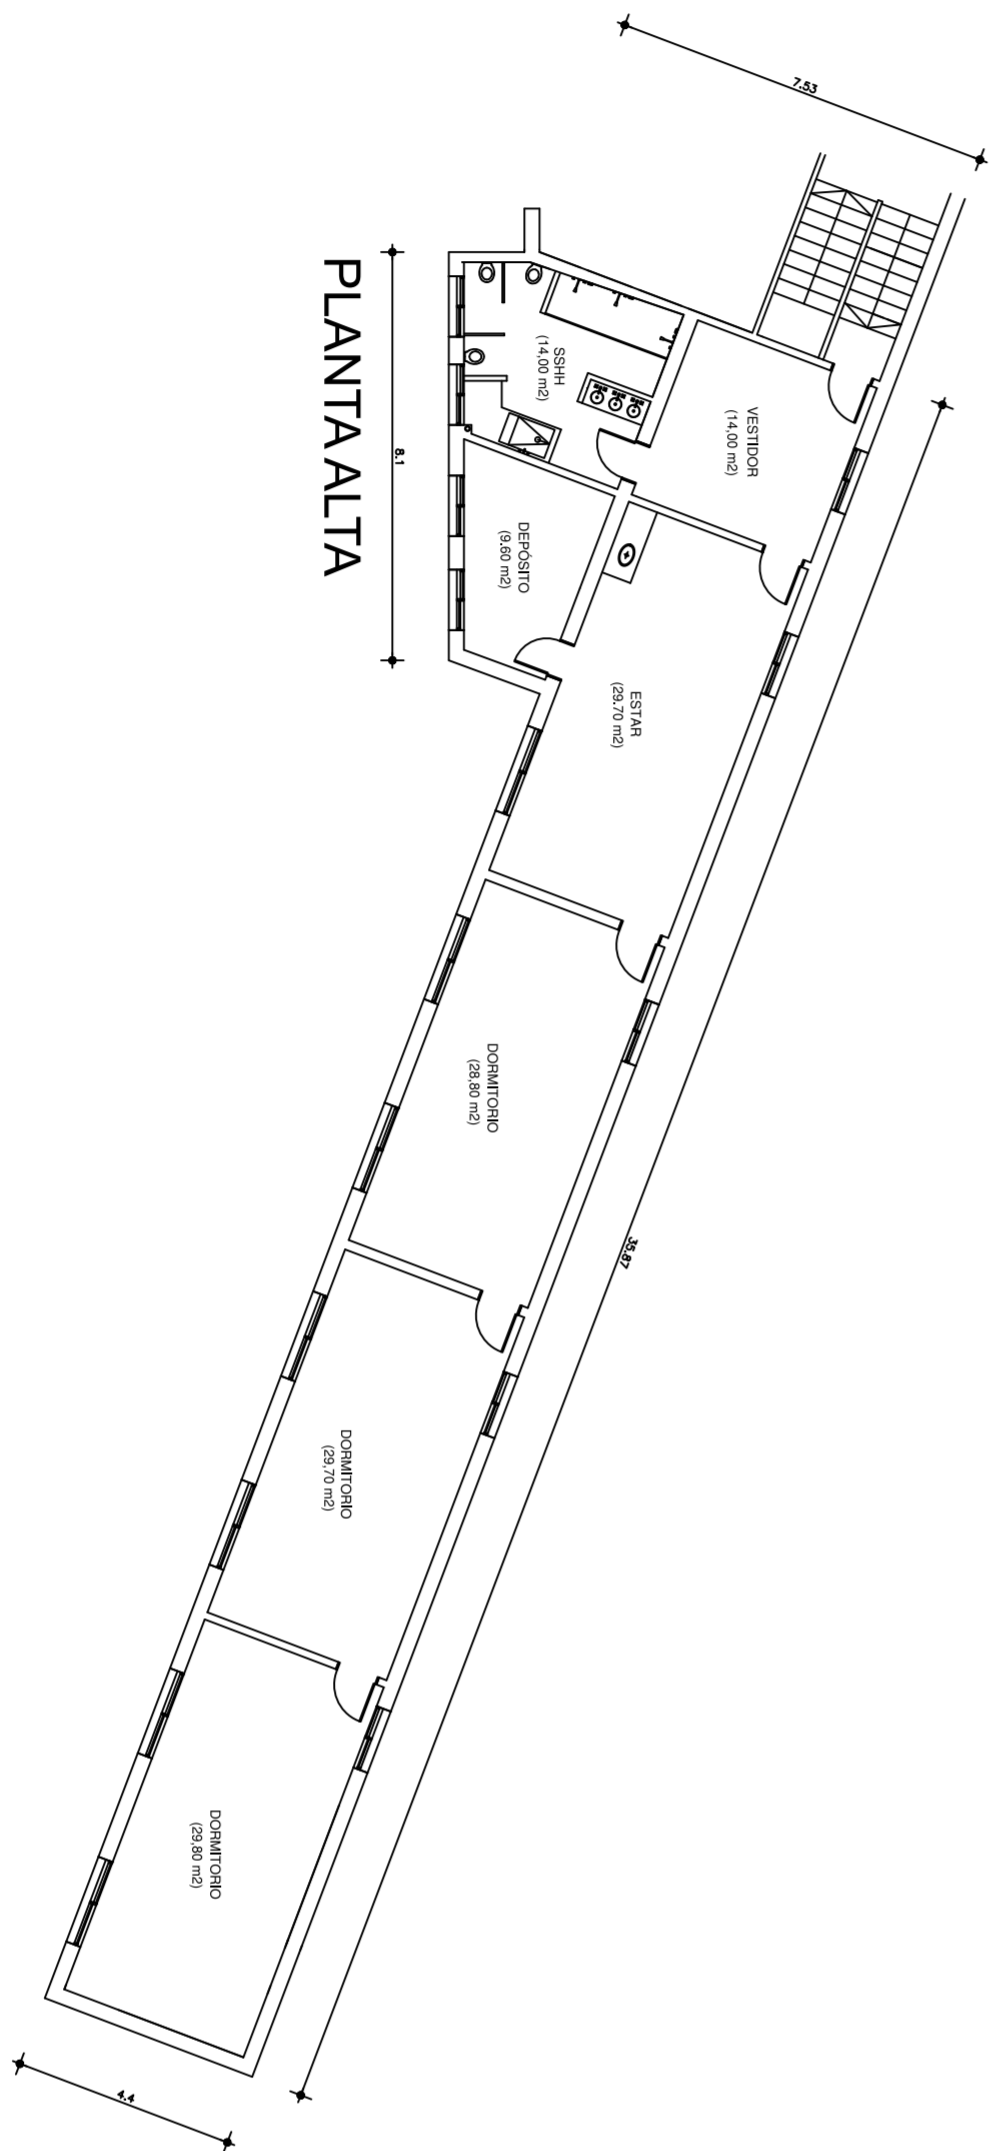 PLANTA ALTA
7.53
8.1
35.87
4.4
SSHH
(14,00 m2)
VESTIDOR
(14,00 m2)
DEPÓSITO
(9.60 m2)
ESTAR
(29.70 m2)
DORMITORIO
(28,80 m2)
DORMITORIO
(29,70 m2)
DORMITORIO
(29,80 m2)